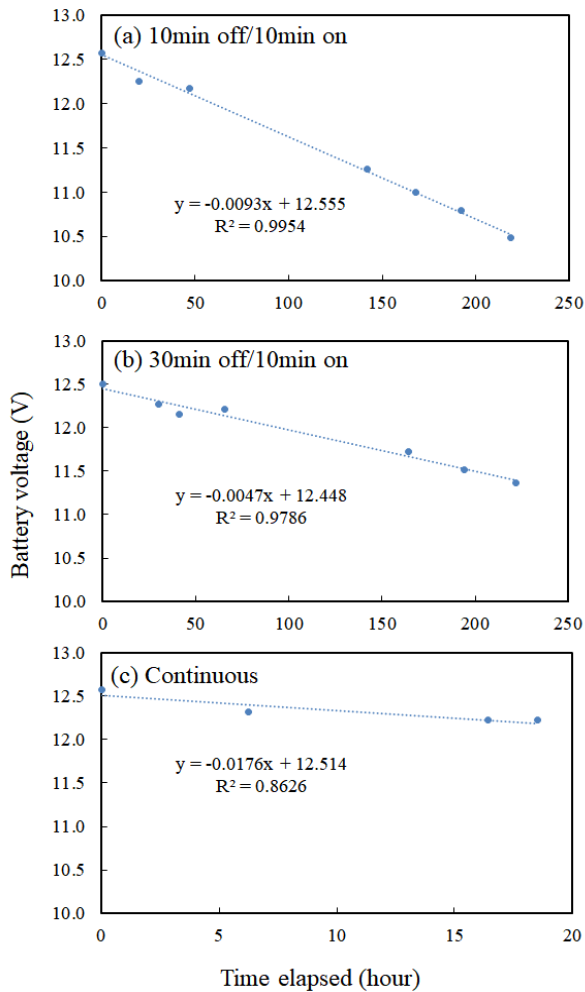 (a) 10min off/10min on
13.0
12.5
12.0
11.5
11.0
10.5
10.0
y = -0.0093x + 12.555
R² = 0.9954
0 50 100 150 200 250
(b) 30min off/10min on
13.0
12.5
12.0
11.5
11.0
10.5
10.0
y = -0.0047x + 12.448
R² = 0.9786
0 50 100 150 200 250
Battery voltage (V)
(c) Continuous
13.0
12.5
12.0
11.5
11.0
10.5
10.0
y = -0.0176x + 12.514
R² = 0.8626
0 5 10 15 20
Time elapsed (hour)